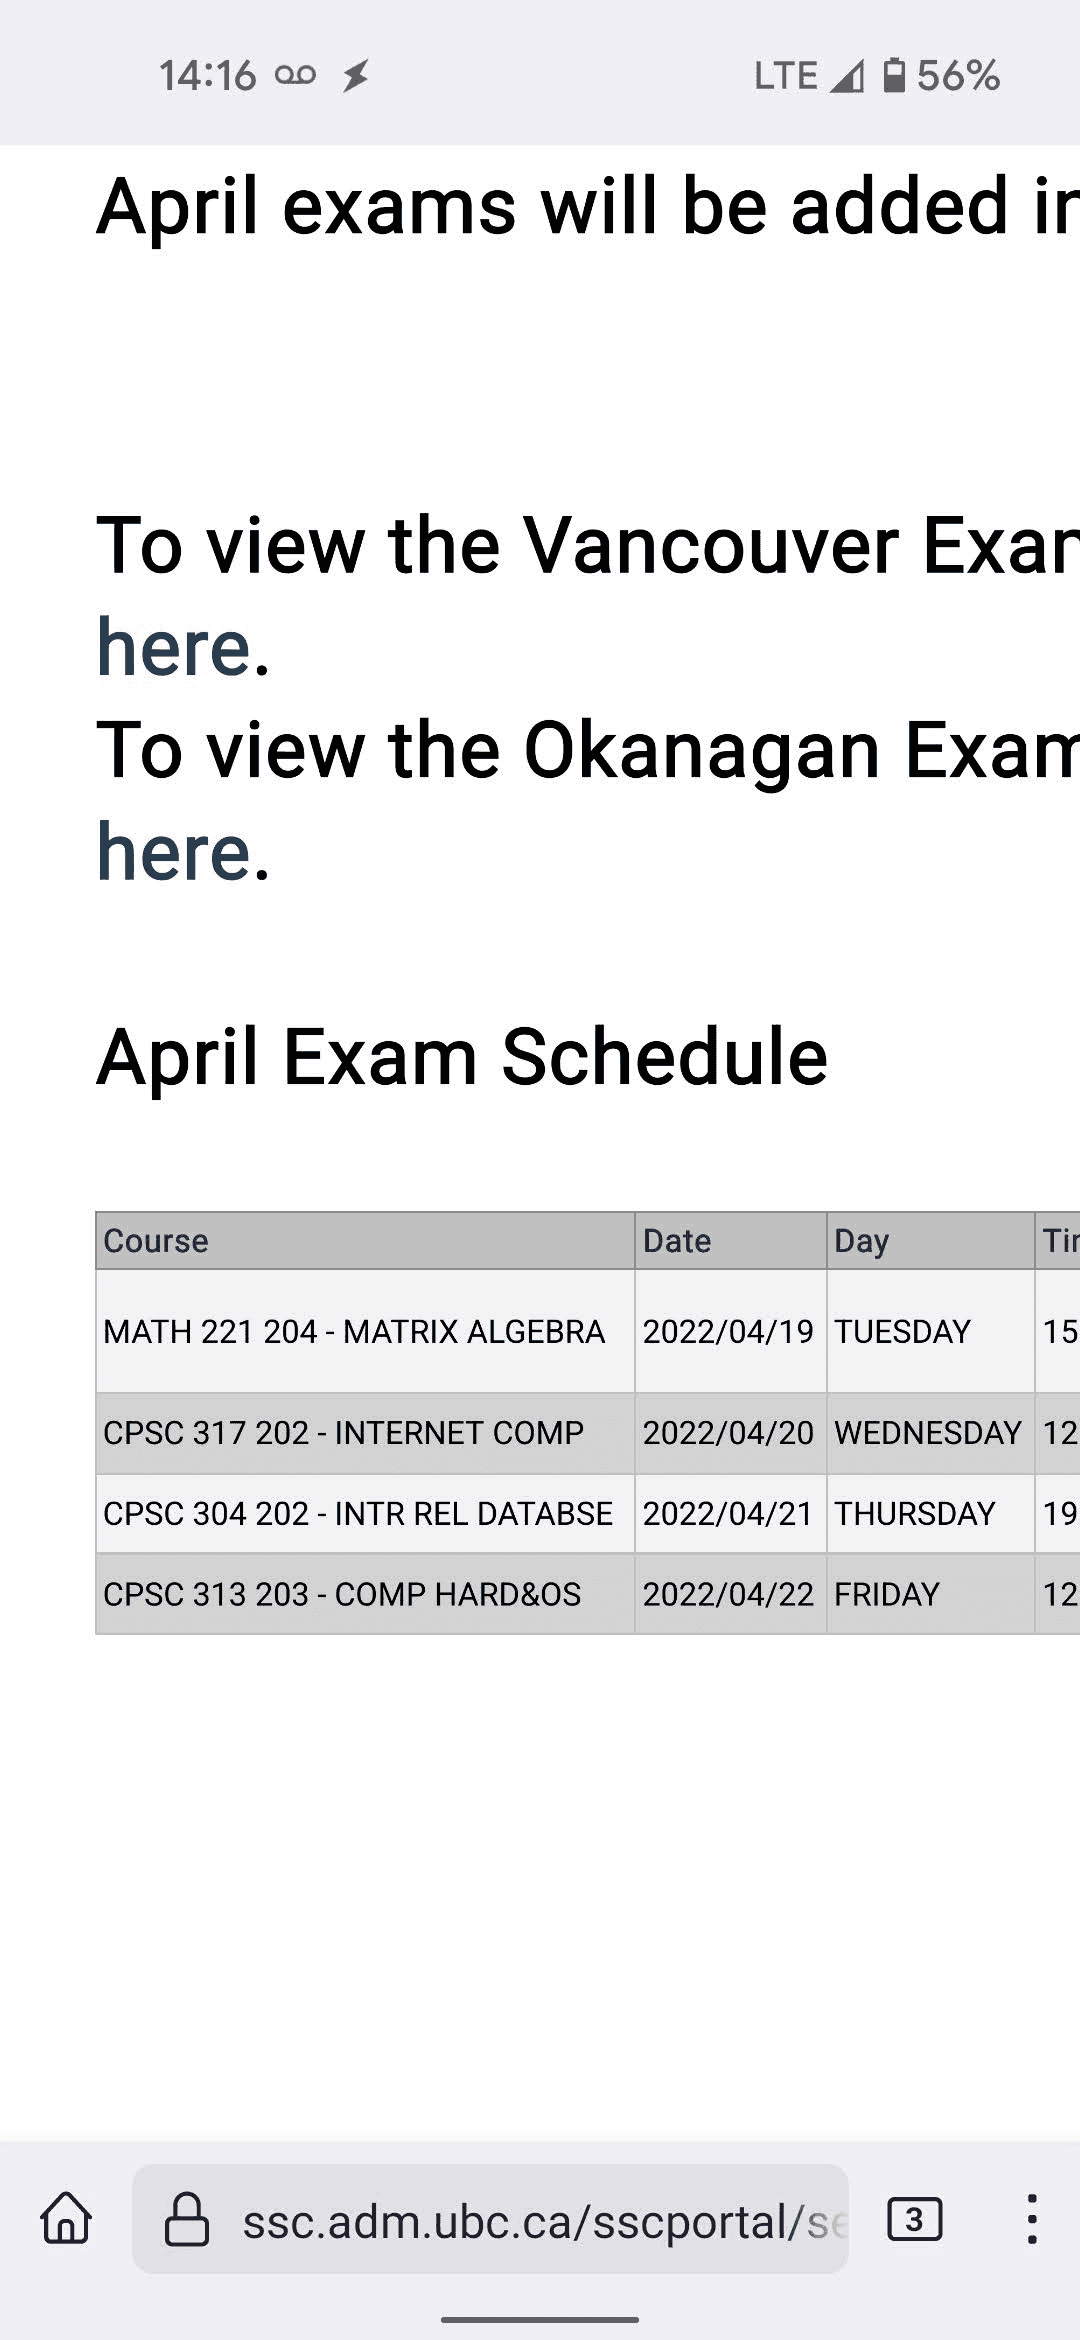 14:16 LTE 56%
April exams will be added in
To view the Vancouver Exam
here.
To view the Okanagan Exam
here.
April Exam Schedule
Course Date Day
MATH 221 204 - MATRIX ALGEBRA 2022/04/19 TUESDAY 15
CPSC 317 202 - INTERNET COMP 2022/04/20 WEDNESDAY 12
CPSC 304 202 - INTR REL DATABSE 2022/04/21 THURSDAY 19
CPSC 313 203 - COMP HARD&OS 2022/04/22 FRIDAY 12
ssc.adm.ubc.ca/sscportal/se 3